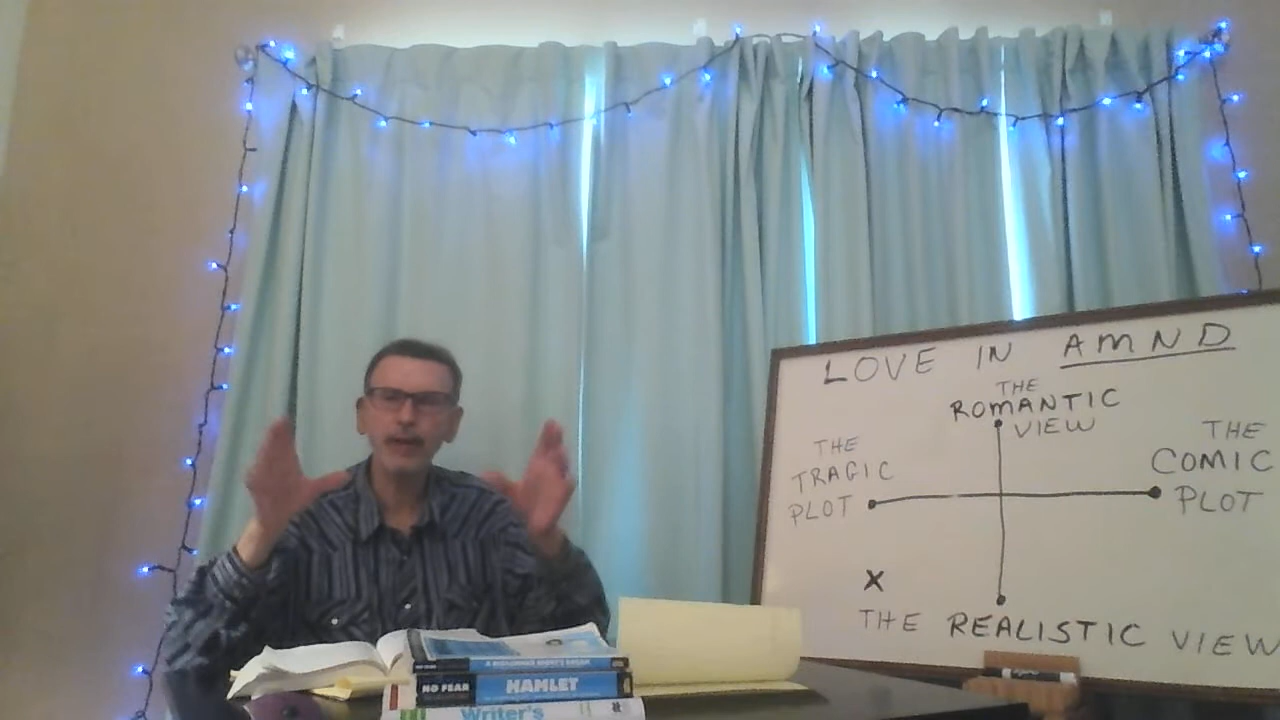 LOVE IN AMND
THE
ROMANTIC
VIEW
THE
TRAGIC
PLOT
THE
COMIC
PLOT
X
THE REALISTIC VIEW
A MIDSUMMER NIGHT'S DREAM
NO FEAR HAMLET
Writer's